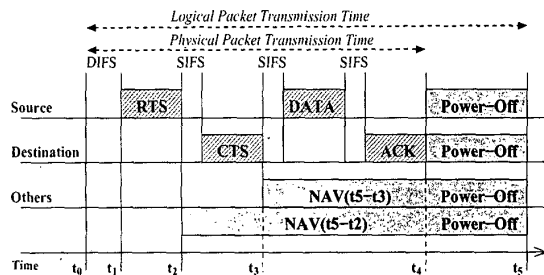 Logical Packet Transmission Time
Physical Packet Transmission Time
DIFS SIFS SIFS SIFS
Source RTS DATA Power-Off
Destination CTS ACK Power-Off
Others NAV(t5-t3) Power-Off
NAV(t5-t2) Power-Off
Time t0 t1 t2 t3 t4 t5